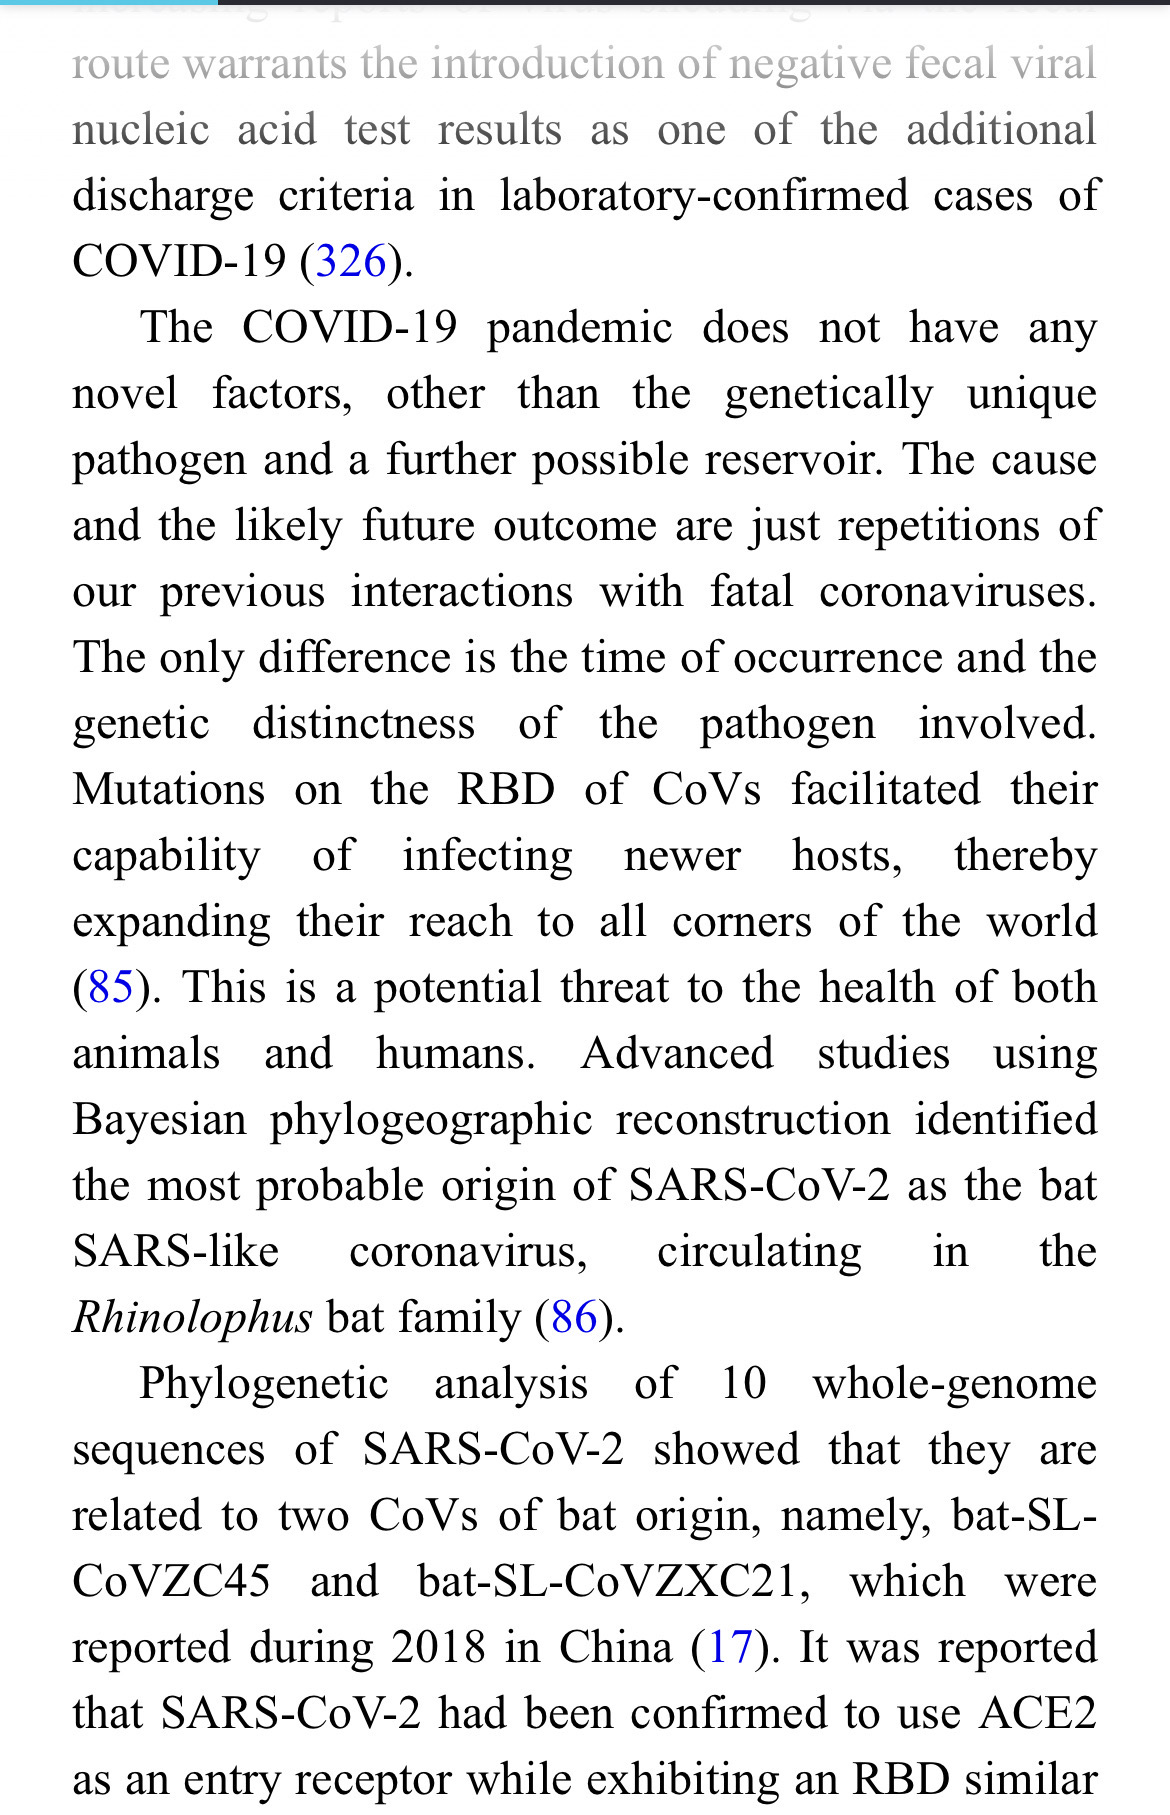 increasing reports of virus shedding via the fecal
route warrants the introduction of negative fecal viral
nucleic acid test results as one of the additional
discharge criteria in laboratory-confirmed cases of
COVID-19 (326).
The COVID-19 pandemic does not have any
novel factors, other than the genetically unique
pathogen and a further possible reservoir. The cause
and the likely future outcome are just repetitions of
our previous interactions with fatal coronaviruses.
The only difference is the time of occurrence and the
genetic distinctness of the pathogen involved.
Mutations on the RBD of CoVs facilitated their
capability of infecting newer hosts, thereby
expanding their reach to all corners of the world
(85). This is a potential threat to the health of both
animals and humans. Advanced studies using
Bayesian phylogeographic reconstruction identified
the most probable origin of SARS-CoV-2 as the bat
SARS-like coronavirus, circulating in the
Rhinolophus bat family (86).
Phylogenetic analysis of 10 whole-genome
sequences of SARS-CoV-2 showed that they are
related to two CoVs of bat origin, namely, bat-SL-
CoVZC45 and bat-SL-CoVZXC21, which were
reported during 2018 in China (17). It was reported
that SARS-CoV-2 had been confirmed to use ACE2
as an entry receptor while exhibiting an RBD similar